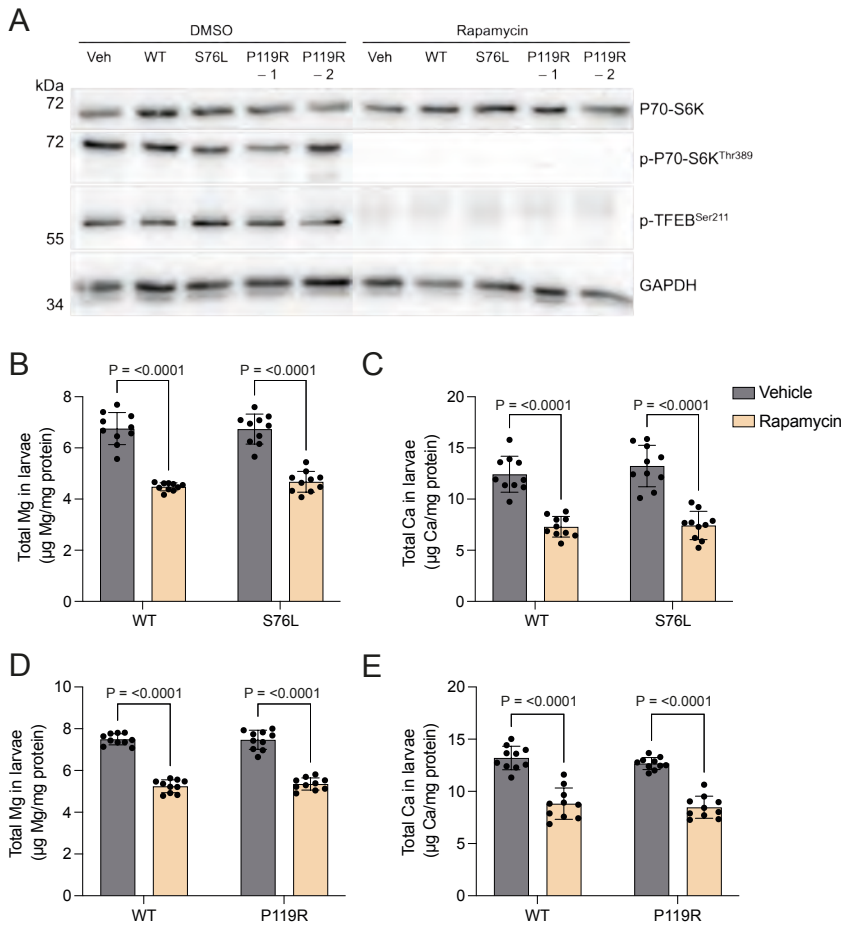 A
DMSO
Rapamycin
Veh WT S76L P119R – 1 P119R – 2 Veh WT S76L P119R – 1 P119R – 2
kDa
72
P70-S6K
72
p-P70-S6KThr389
p-TFEBSer211
55
GAPDH
34
B
P = <0.0001 P = <0.0001
8
6
4
2
0
Total Mg in larvae
(µg Mg/mg protein)
WT S76L
C
P = <0.0001 P = <0.0001
20
15
10
5
0
Total Ca in larvae
(µg Ca/mg protein)
WT S76L
Vehicle
Rapamycin
D
P = <0.0001 P = <0.0001
10
8
6
4
2
0
Total Mg in larvae
(µg Mg/mg protein)
WT P119R
E
P = <0.0001 P = <0.0001
20
15
10
5
0
Total Ca in larvae
(µg Ca/mg protein)
WT P119R